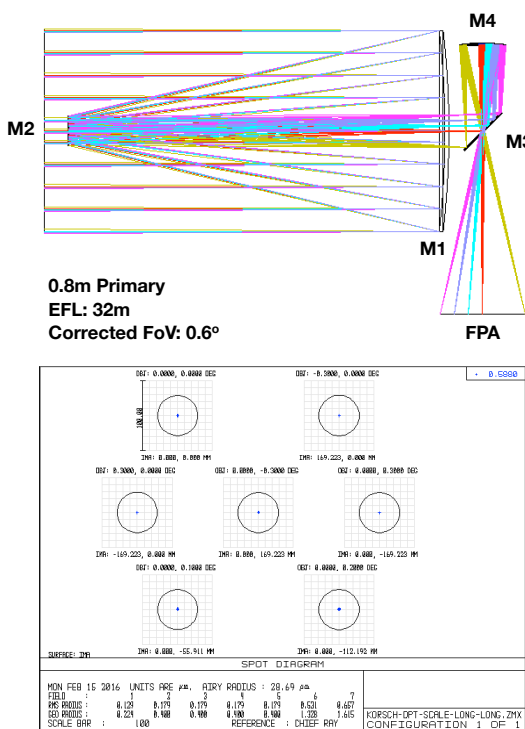 M4
M2
M3
M1
0.8m Primary
EFL: 32m
Corrected FoV: 0.6º
FPA
0.5880
OBJ: 0.0000, 0.0000 DEG
OBJ: -0.3000, 0.0000 DEG
100.00
IMA: 0.000, 0.000 MM
IMA: 169.223, 0.000 MM
OBJ: 0.3000, 0.0000 DEG
OBJ: 0.0000, -0.3000 DEG
OBJ: 0.0000, 0.3000 DEG
IMA: -169.223, 0.000 MM
IMA: 0.000, 169.223 MM
IMA: 0.000, -169.223 MM
OBJ: 0.0000, 0.1000 DEG
OBJ: 0.0000, 0.2000 DEG
IMA: 0.000, -55.911 MM
IMA: 0.000, -112.192 MM
SURFACE: IMA
SPOT DIAGRAM
MON FEB 15 2016 UNITS ARE µm. AIRY RADIUS : 28.69 µm
FIELD : 1 2 3 4 5 6 7
RMS RADIUS : 0.129 0.179 0.179 0.179 0.179 0.531 0.657
GEO RADIUS : 0.224 0.400 0.400 0.400 0.400 1.328 1.615
SCALE BAR : 100 REFERENCE : CHIEF RAY
KORSCH-OPT-SCALE-LONG-LONG.ZMX
CONFIGURATION 1 OF 1